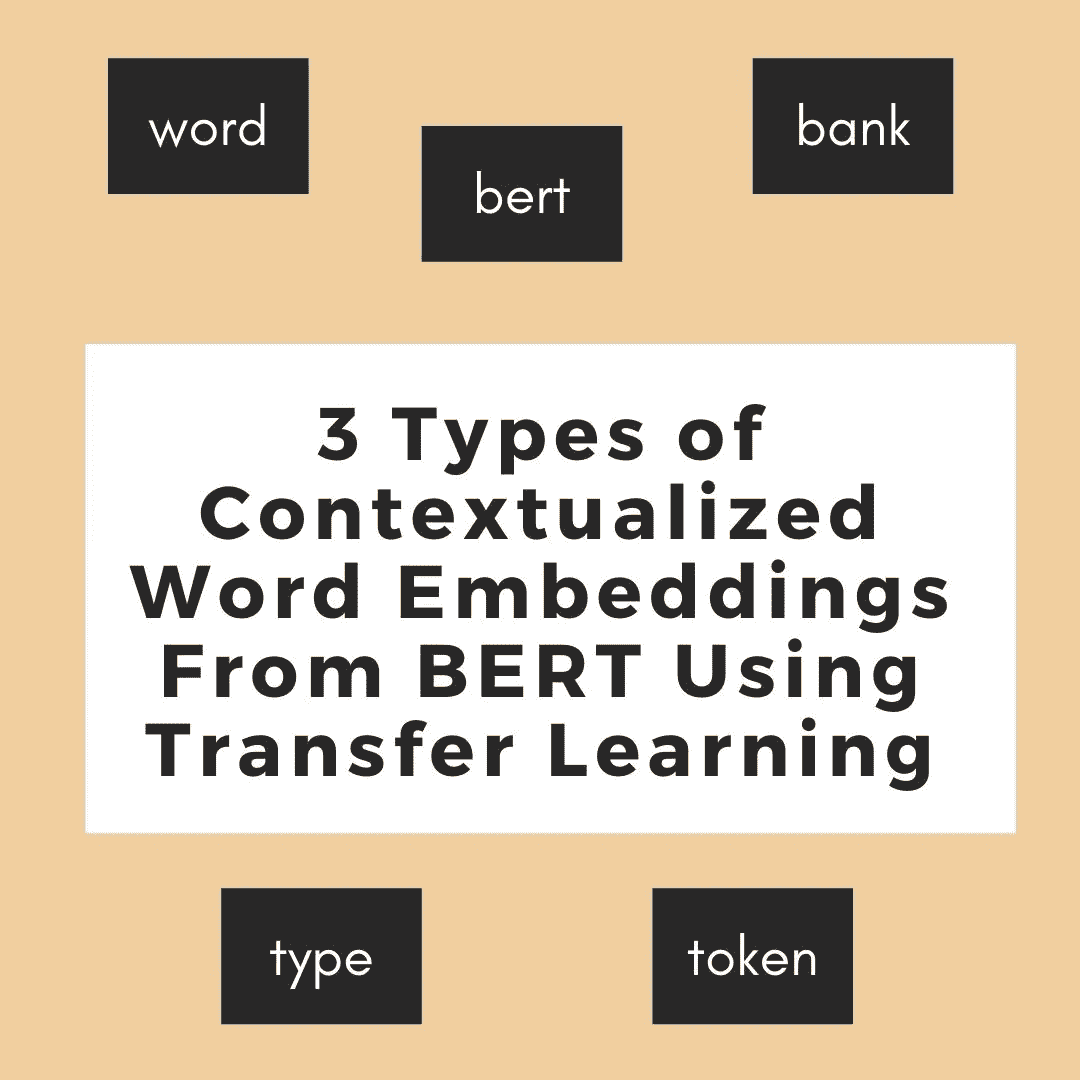 word
bank
bert
3 Types of
Contextualized
Word Embeddings
From BERT Using
Transfer Learning
type
token